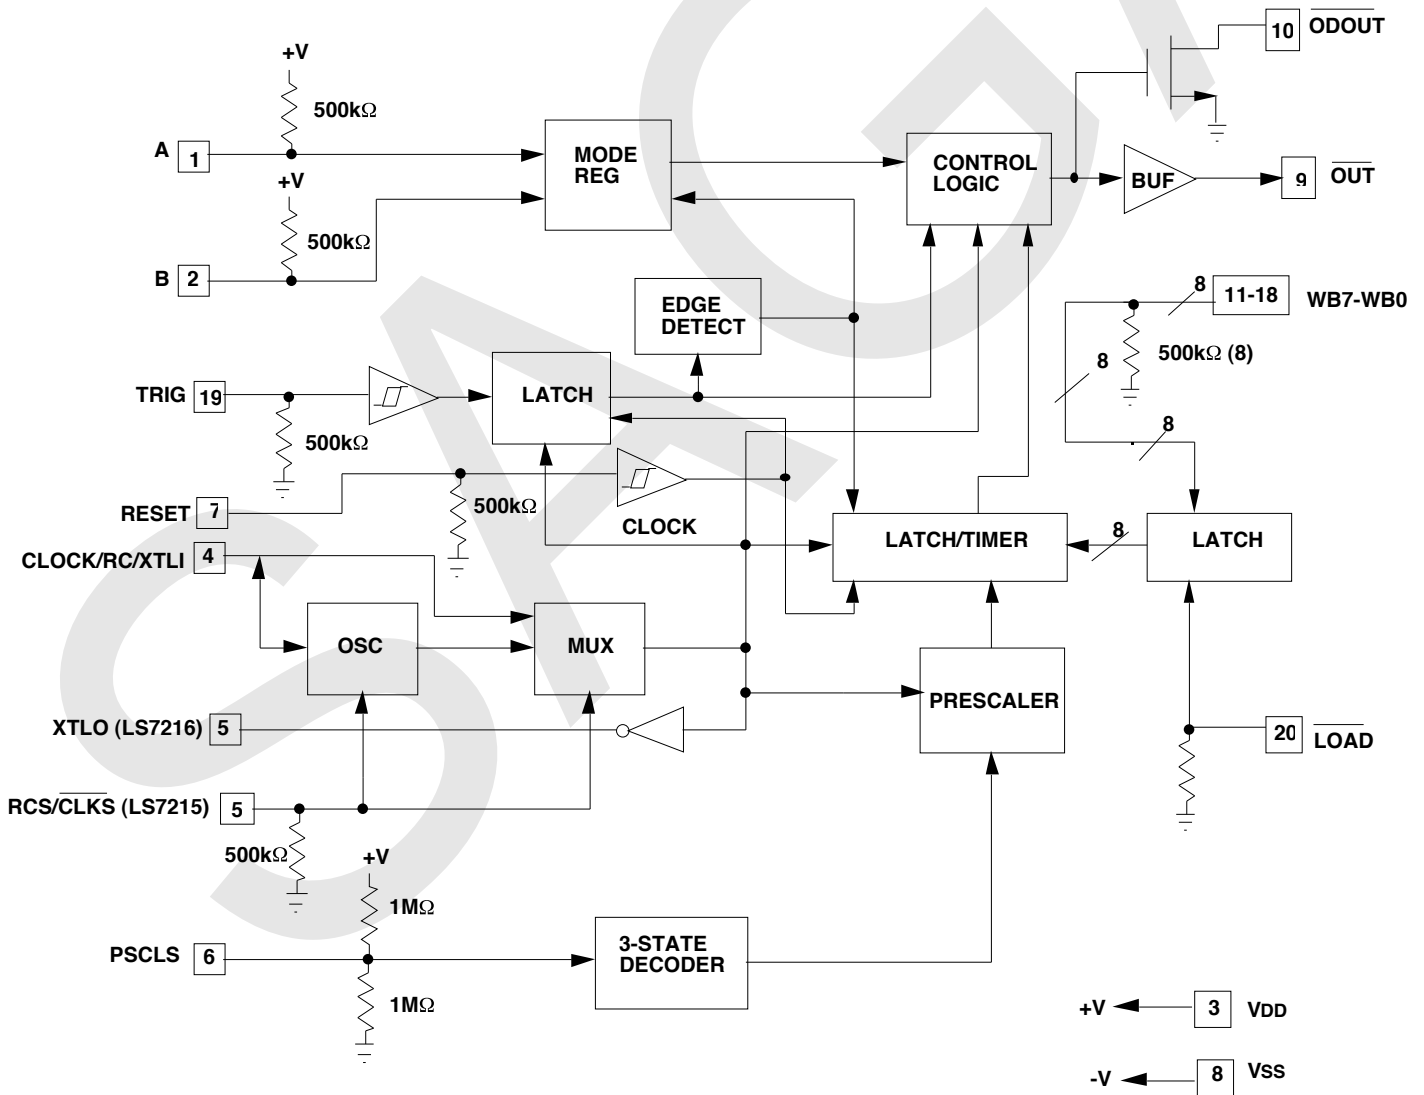 10 ODOUT
+V
500kΩ
A 1
MODE
REG
CONTROL
LOGIC
BUF
9 OUT
+V
500kΩ
B 2
EDGE
DETECT
8
11-18 WB7-WB0
500kΩ (8)
8
8
TRIG 19
LATCH
500kΩ
RESET 7
500kΩ
CLOCK
LATCH/TIMER
8
LATCH
CLOCK/RC/XTLI 4
OSC
MUX
PRESCALER
XTLO (LS7216) 5
20 LOAD
RCS/CLKS (LS7215) 5
500kΩ
+V
1MΩ
PSCLS 6
3-STATE
DECODER
1MΩ
+V 3 VDD
-V 8 VSS
SAGA